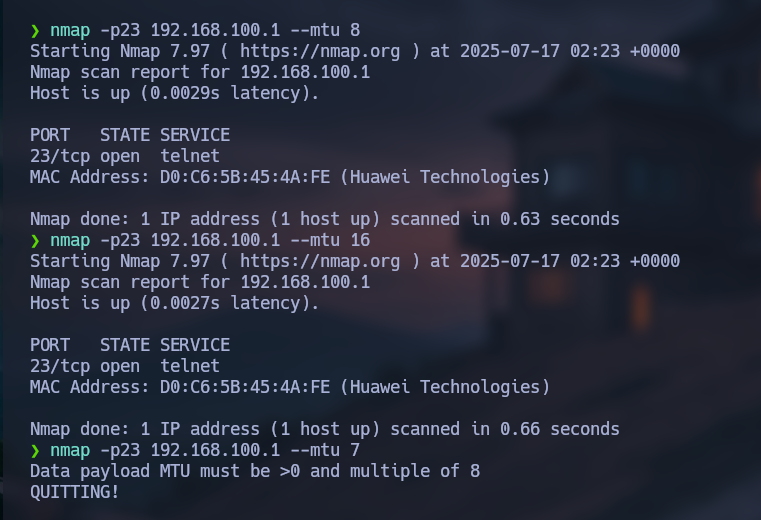 ❯ nmap -p23 192.168.100.1 --mtu 8
Starting Nmap 7.97 ( https://nmap.org ) at 2025-07-17 02:23 +0000
Nmap scan report for 192.168.100.1
Host is up (0.0029s latency).
PORT   STATE SERVICE
23/tcp open  telnet
MAC Address: D0:C6:5B:45:4A:FE (Huawei Technologies)
Nmap done: 1 IP address (1 host up) scanned in 0.63 seconds
❯ nmap -p23 192.168.100.1 --mtu 16
Starting Nmap 7.97 ( https://nmap.org ) at 2025-07-17 02:23 +0000
Nmap scan report for 192.168.100.1
Host is up (0.0027s latency).
PORT   STATE SERVICE
23/tcp open  telnet
MAC Address: D0:C6:5B:45:4A:FE (Huawei Technologies)
Nmap done: 1 IP address (1 host up) scanned in 0.66 seconds
❯ nmap -p23 192.168.100.1 --mtu 7
Data payload MTU must be >0 and multiple of 8
QUITTING!